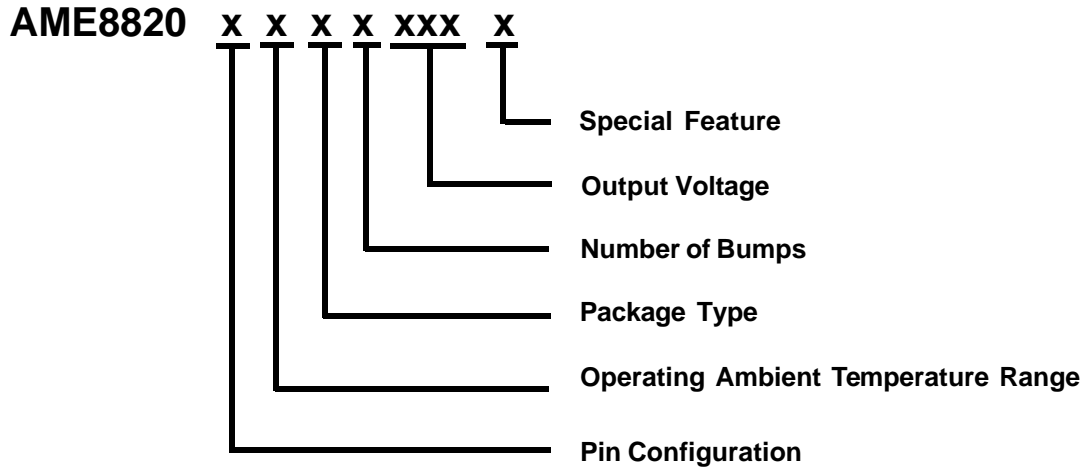 AME8820 x x x x xxx x
Special Feature
Output Voltage
Number of Bumps
Package Type
Operating Ambient Temperature Range
Pin Configuration